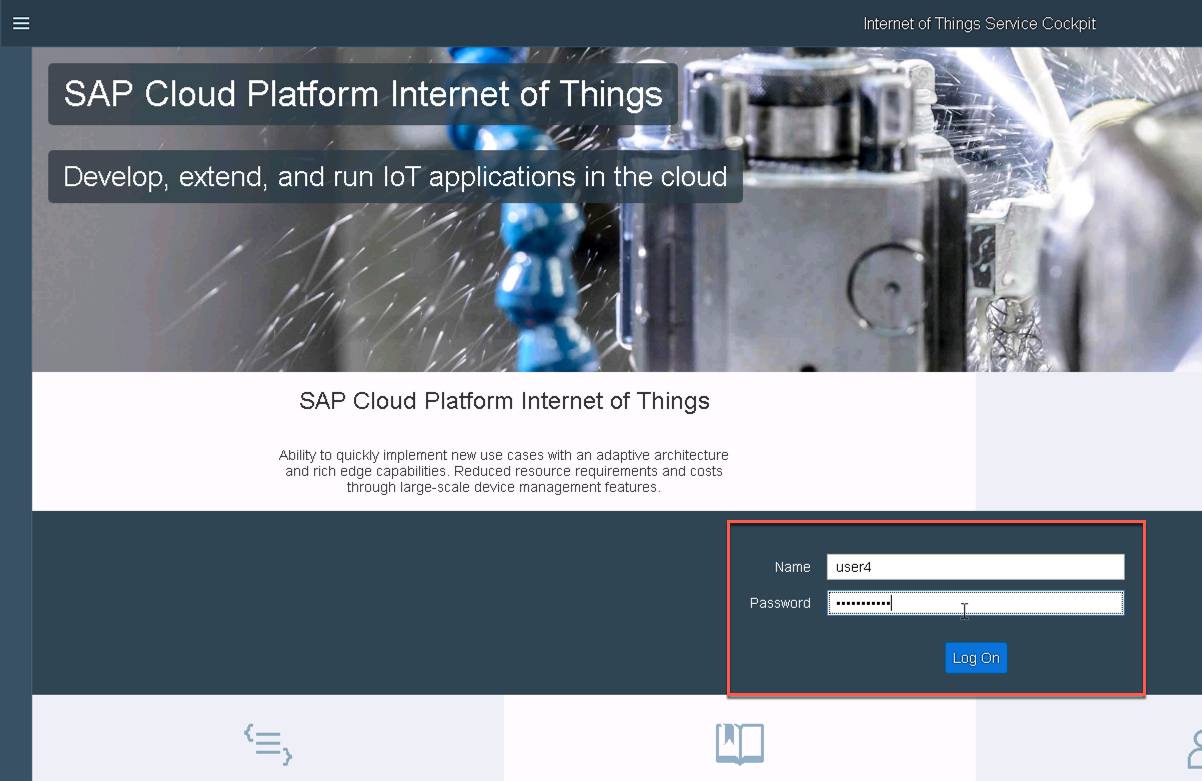 Internet of Things Service Cockpit
SAP Cloud Platform Internet of Things
Develop, extend, and run IoT applications in the cloud
SAP Cloud Platform Internet of Things
Ability to quickly implement new use cases with an adaptive architecture
and rich edge capabilities. Reduced resource requirements and costs
through large-scale device management features.
Name user4
Password •••••••••••
Log On